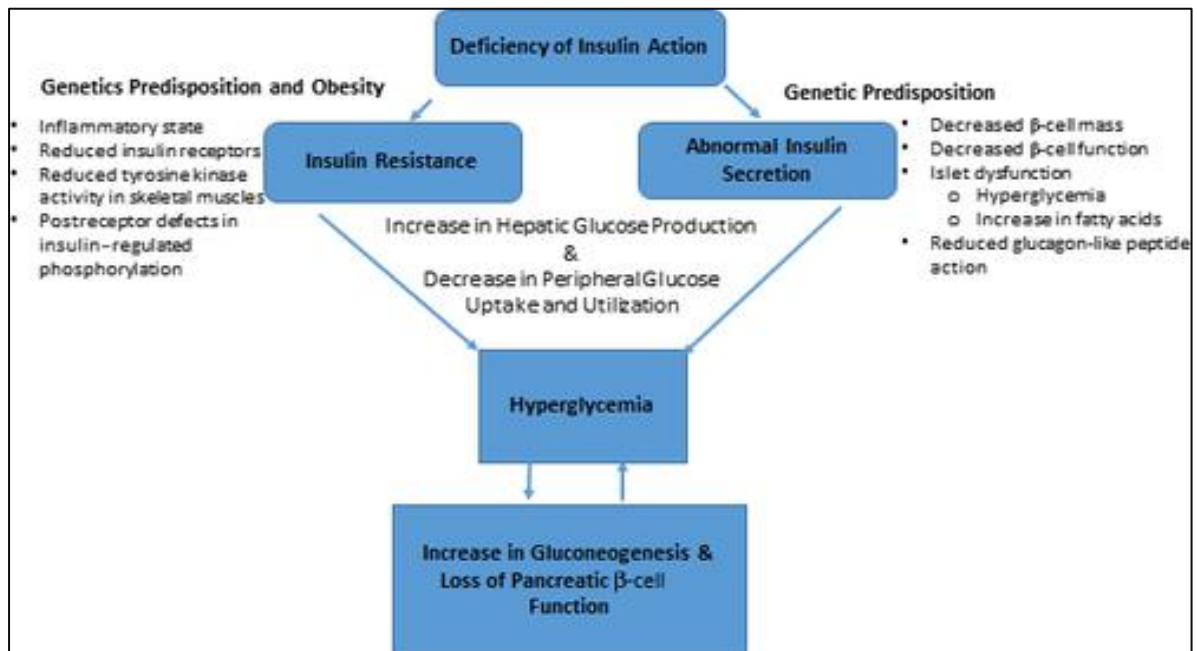 Deficiency of Insulin Action
Genetics Predisposition and Obesity
• Inflammatory state
• Reduced insulin receptors
• Reduced tyrosine kinase
activity in skeletal muscles
• Postreceptor defects in
insulin–regulated
phosphorylation
Insulin Resistance
Abnormal Insulin
Secretion
Genetic Predisposition
• Decreased β-cell mass
• Decreased β-cell function
• Islet dysfunction
o Hyperglycemia
o Increase in fatty acids
• Reduced glucagon-like peptide
action
Increase in Hepatic Glucose Production
&
Decrease in Peripheral Glucose
Uptake and Utilization
Hyperglycemia
Increase in Gluconeogenesis &
Loss of Pancreatic β-cell
Function